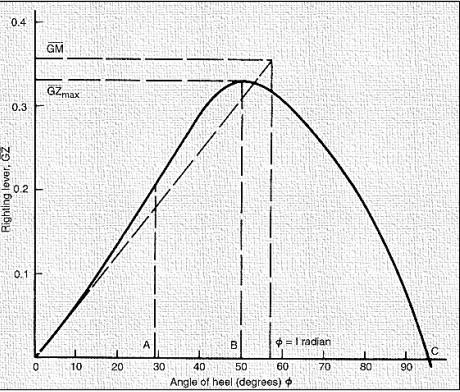 0.4
GM
GZmax
0.3
Righting lever, GZ
0.2
0.1
A
B
ϕ = 1 radian
C
0 10 20 30 40 50 60 70 80 90
Angle of heel (degrees) ϕ